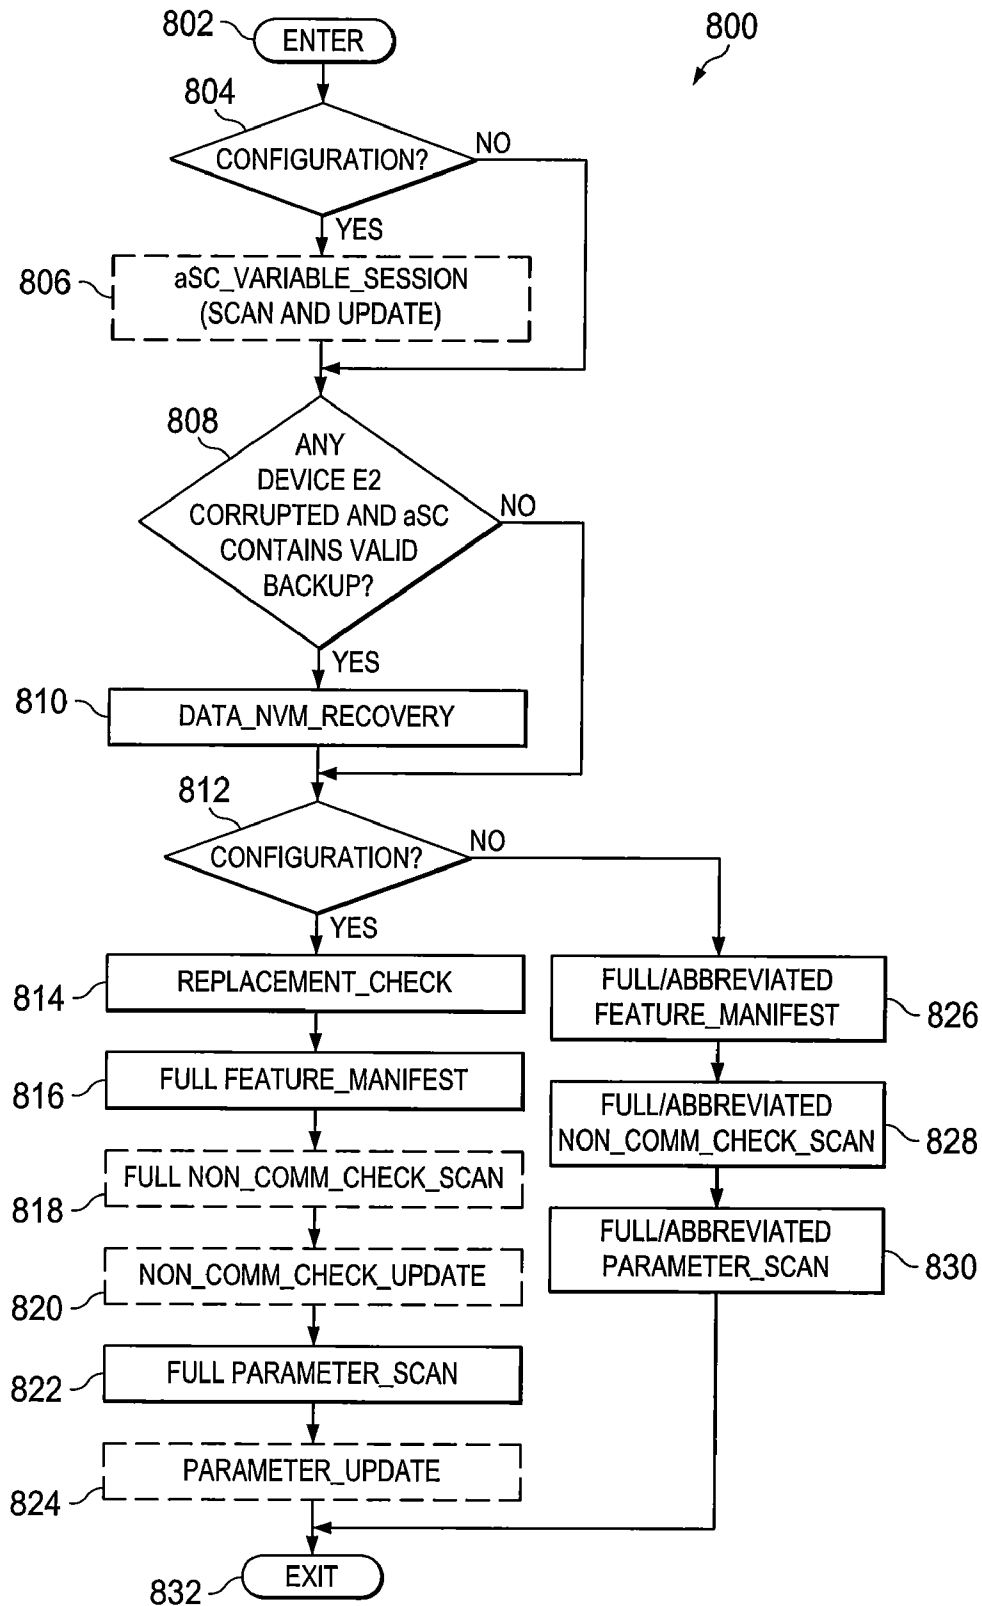 802
ENTER
800
804
CONFIGURATION?
NO
YES
806
aSC_VARIABLE_SESSION
(SCAN AND UPDATE)
808
ANY
DEVICE E2
CORRUPTED AND aSC
CONTAINS VALID
BACKUP?
NO
YES
810
DATA_NVM_RECOVERY
812
CONFIGURATION?
NO
YES
814
REPLACEMENT_CHECK
816
FULL FEATURE_MANIFEST
818
FULL NON_COMM_CHECK_SCAN
820
NON_COMM_CHECK_UPDATE
822
FULL PARAMETER_SCAN
824
PARAMETER_UPDATE
FULL/ABBREVIATED
FEATURE_MANIFEST
826
FULL/ABBREVIATED
NON_COMM_CHECK_SCAN
828
FULL/ABBREVIATED
PARAMETER_SCAN
830
832
EXIT